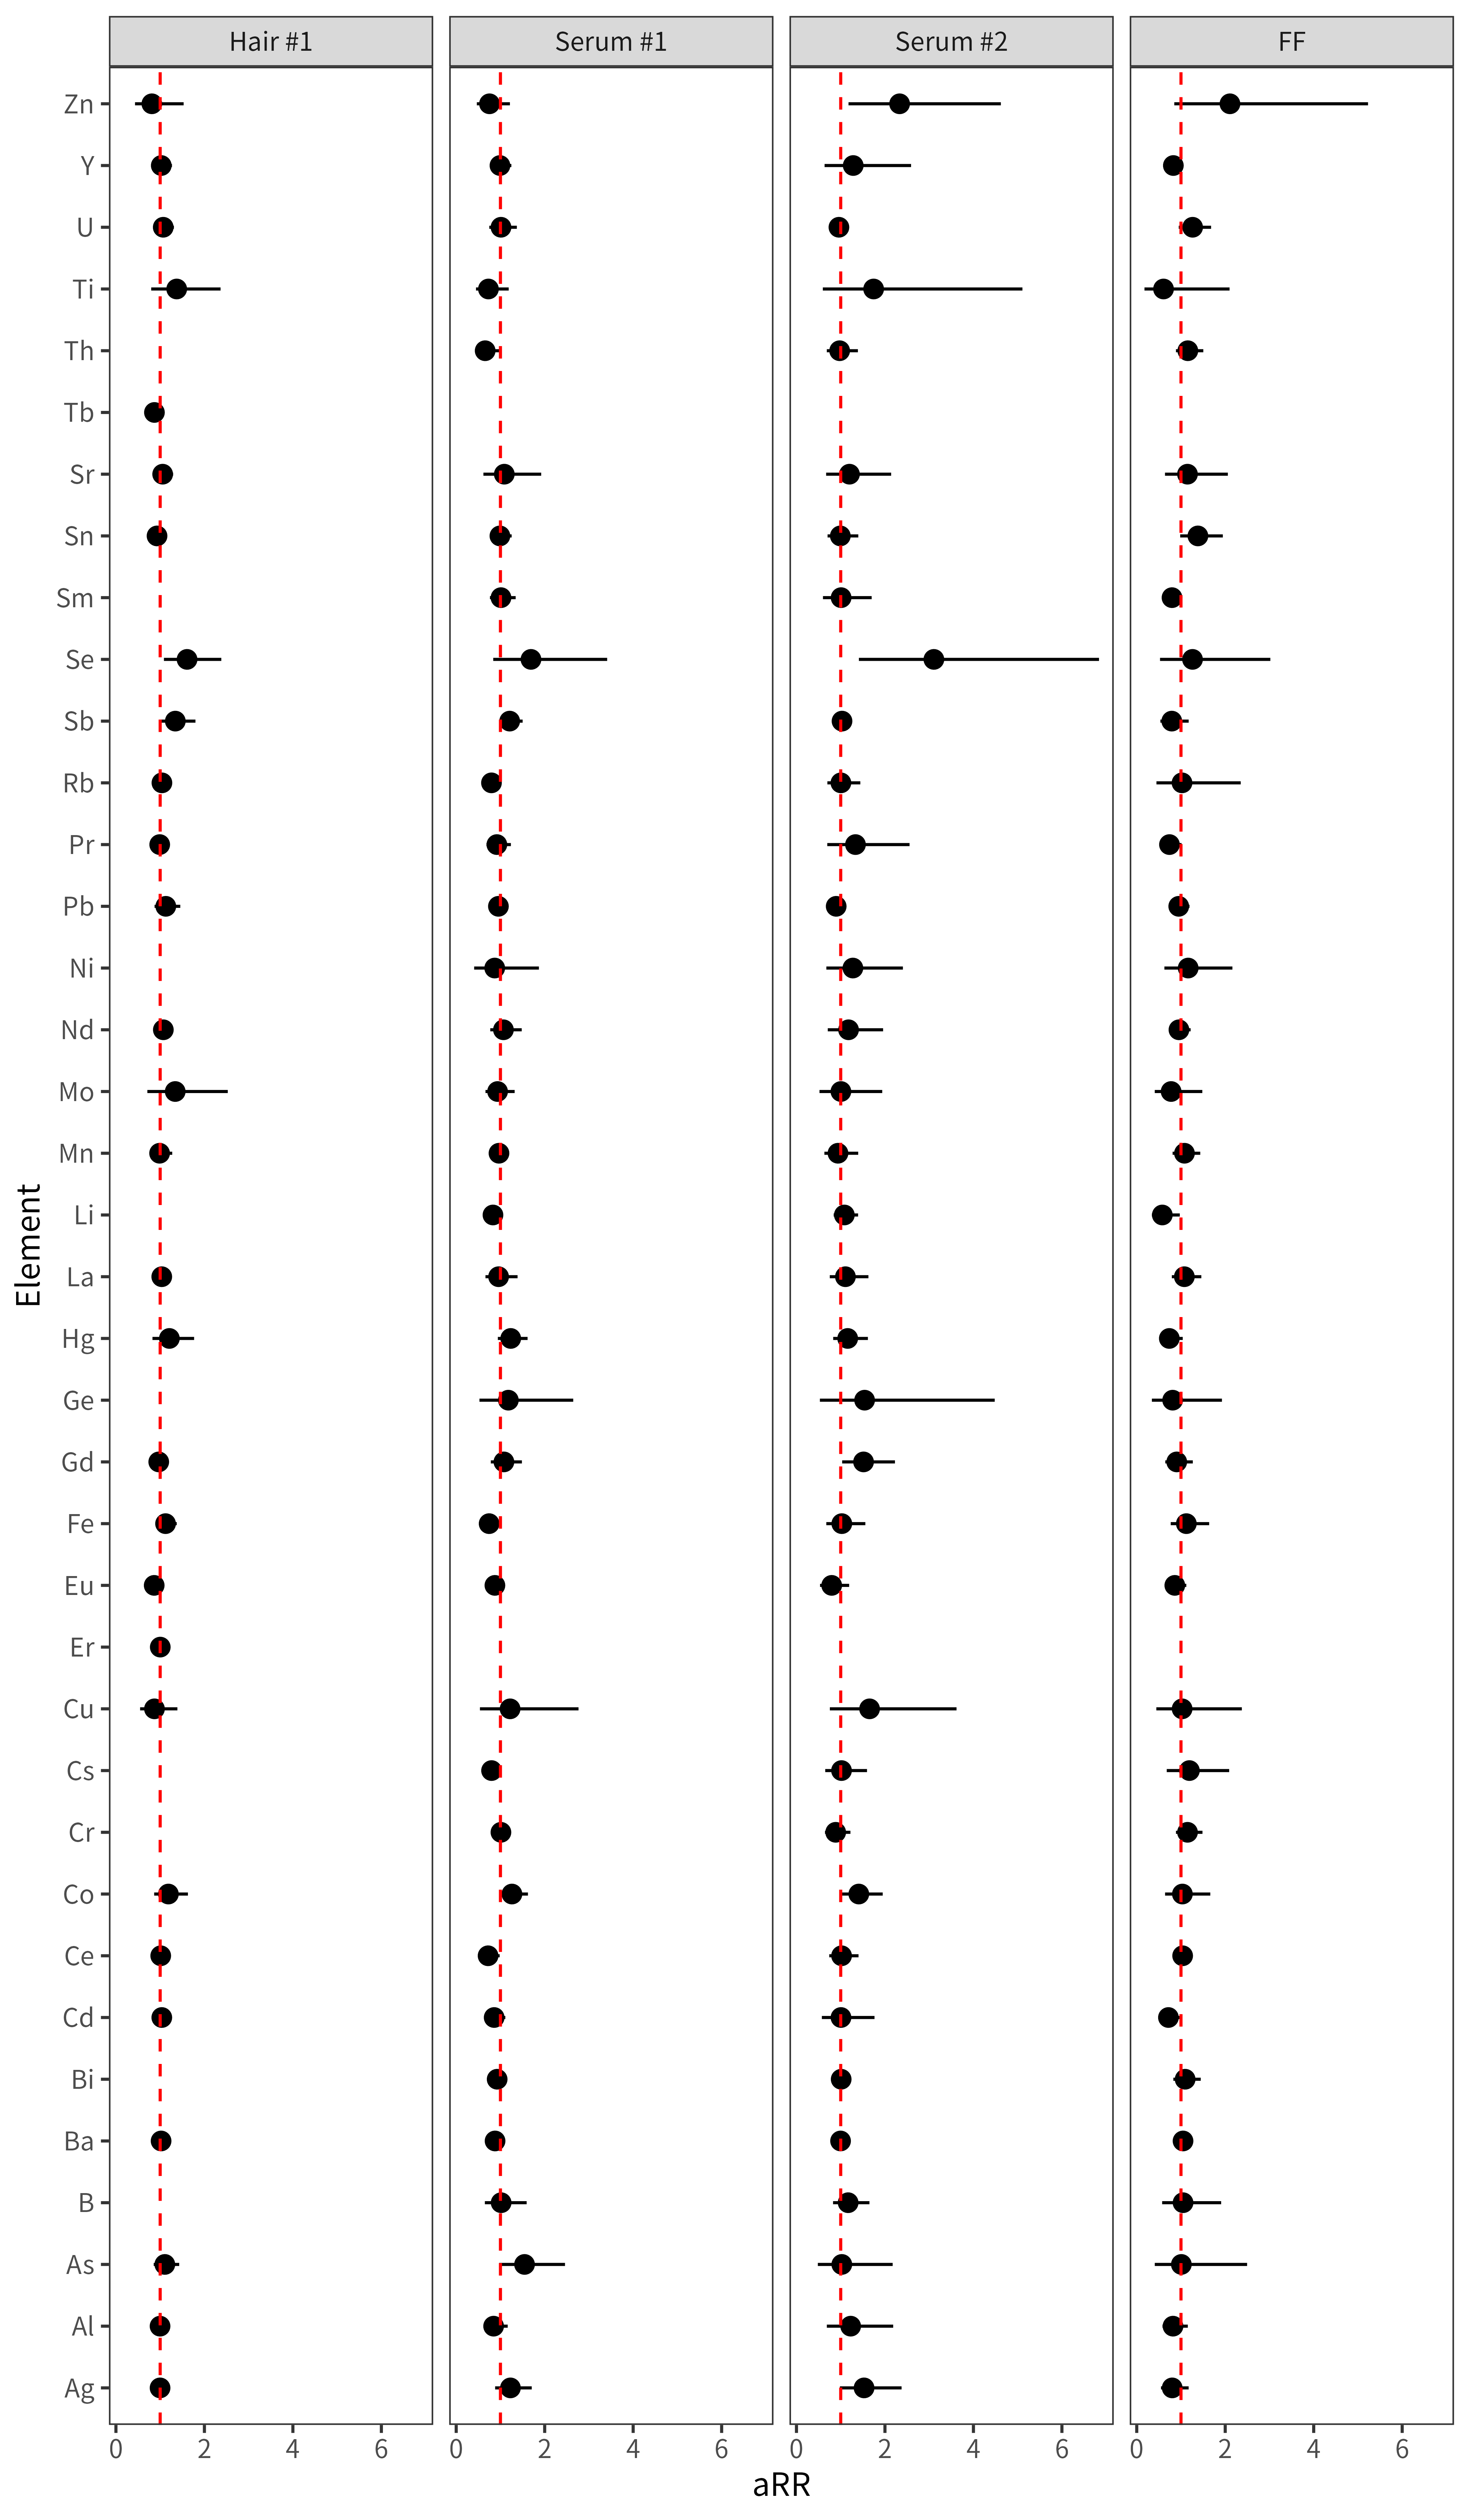 Hair #1 Serum #1 Serum #2 FF
Zn
Y
U
Ti
Th
Tb
Sr
Sn
Sm
Se
Sb
Rb
Pr
Pb
Ni
Nd
Mo
Mn
Li
La
Hg
Ge
Gd
Fe
Eu
Er
Cu
Cs
Cr
Co
Ce
Cd
Bi
Ba
B
As
Al
Ag
Element
0 2 4 6 0 2 4 6 0 2 4 6 0 2 4 6
aRR